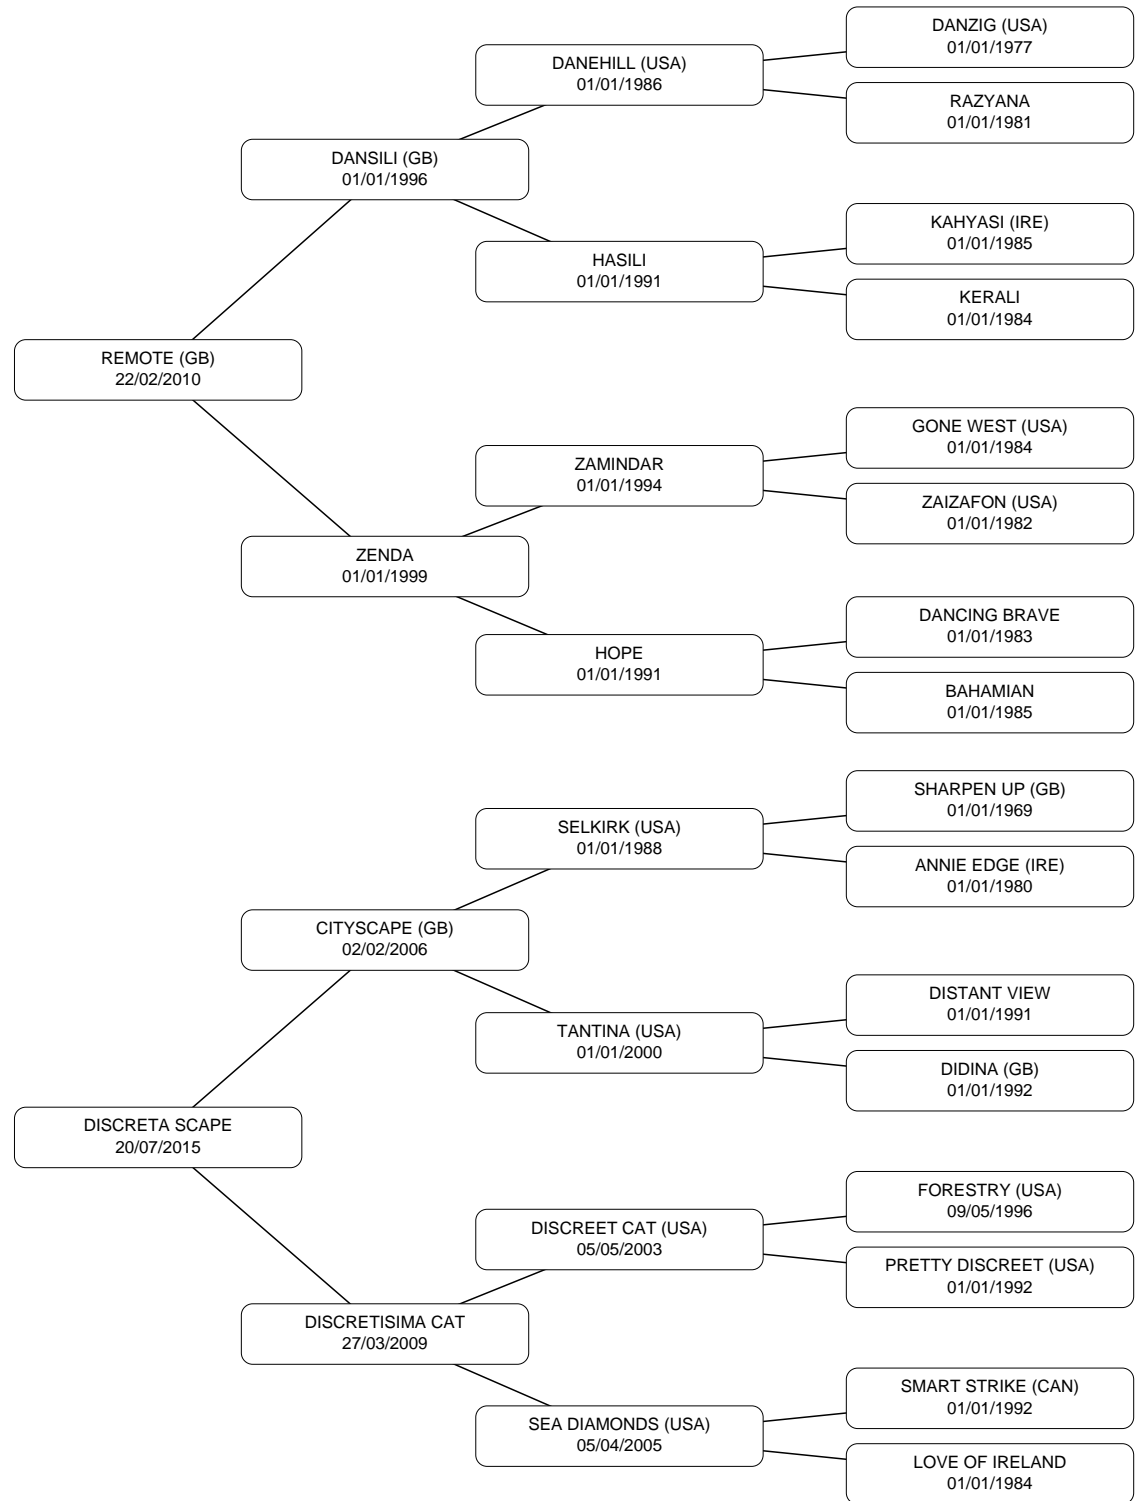 DANZIG (USA)
01/01/1977
DANEHILL (USA)
01/01/1986
RAZYANA
01/01/1981
DANSILI (GB)
01/01/1996
KAHYASI (IRE)
01/01/1985
HASILI
01/01/1991
KERALI
01/01/1984
REMOTE (GB)
22/02/2010
GONE WEST (USA)
01/01/1984
ZAMINDAR
01/01/1994
ZAIZAFON (USA)
01/01/1982
ZENDA
01/01/1999
DANCING BRAVE
01/01/1983
HOPE
01/01/1991
BAHAMIAN
01/01/1985
SHARPEN UP (GB)
01/01/1969
SELKIRK (USA)
01/01/1988
ANNIE EDGE (IRE)
01/01/1980
CITYSCAPE (GB)
02/02/2006
DISTANT VIEW
01/01/1991
TANTINA (USA)
01/01/2000
DIDINA (GB)
01/01/1992
DISCRETA SCAPE
20/07/2015
FORESTRY (USA)
09/05/1996
DISCREET CAT (USA)
05/05/2003
PRETTY DISCREET (USA)
01/01/1992
DISCRETISIMA CAT
27/03/2009
SMART STRIKE (CAN)
01/01/1992
SEA DIAMONDS (USA)
05/04/2005
LOVE OF IRELAND
01/01/1984